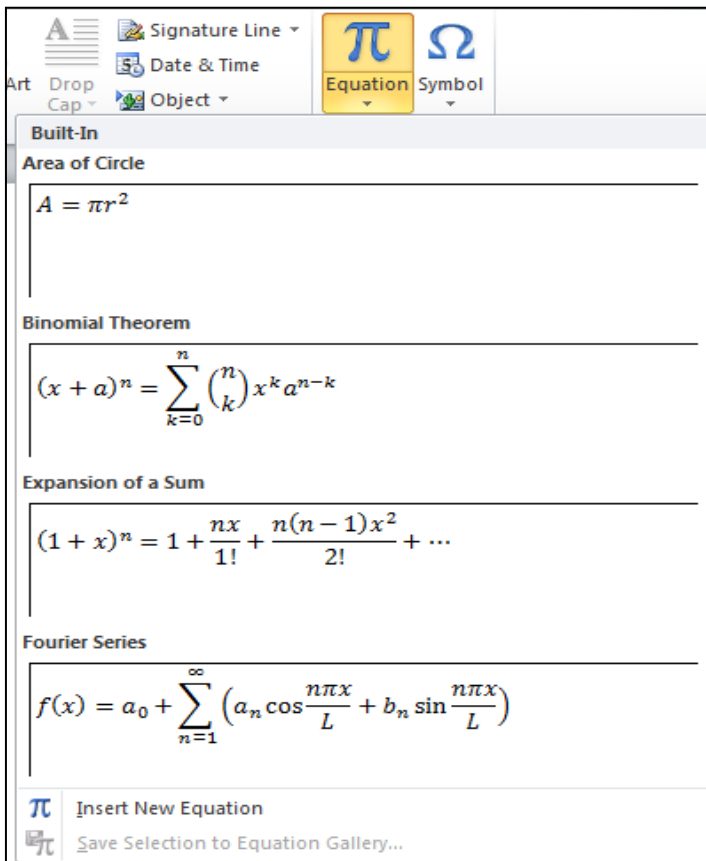 Signature Line
Date & Time
Art Drop Cap
Object
Equation Symbol
Built-In
Area of Circle
A = πr²
Binomial Theorem
(x + a)ⁿ = ∑ₖ₌₀ⁿ (n k) xᵏaⁿ⁻ᵏ
Expansion of a Sum
(1 + x)ⁿ = 1 + nx/1! + n(n − 1)x²/2! + ⋯
Fourier Series
f(x) = a₀ + ∑ₙ₌₁^∞ (aₙ cos nπx/L + bₙ sin nπx/L)
π Insert New Equation
Save Selection to Equation Gallery...